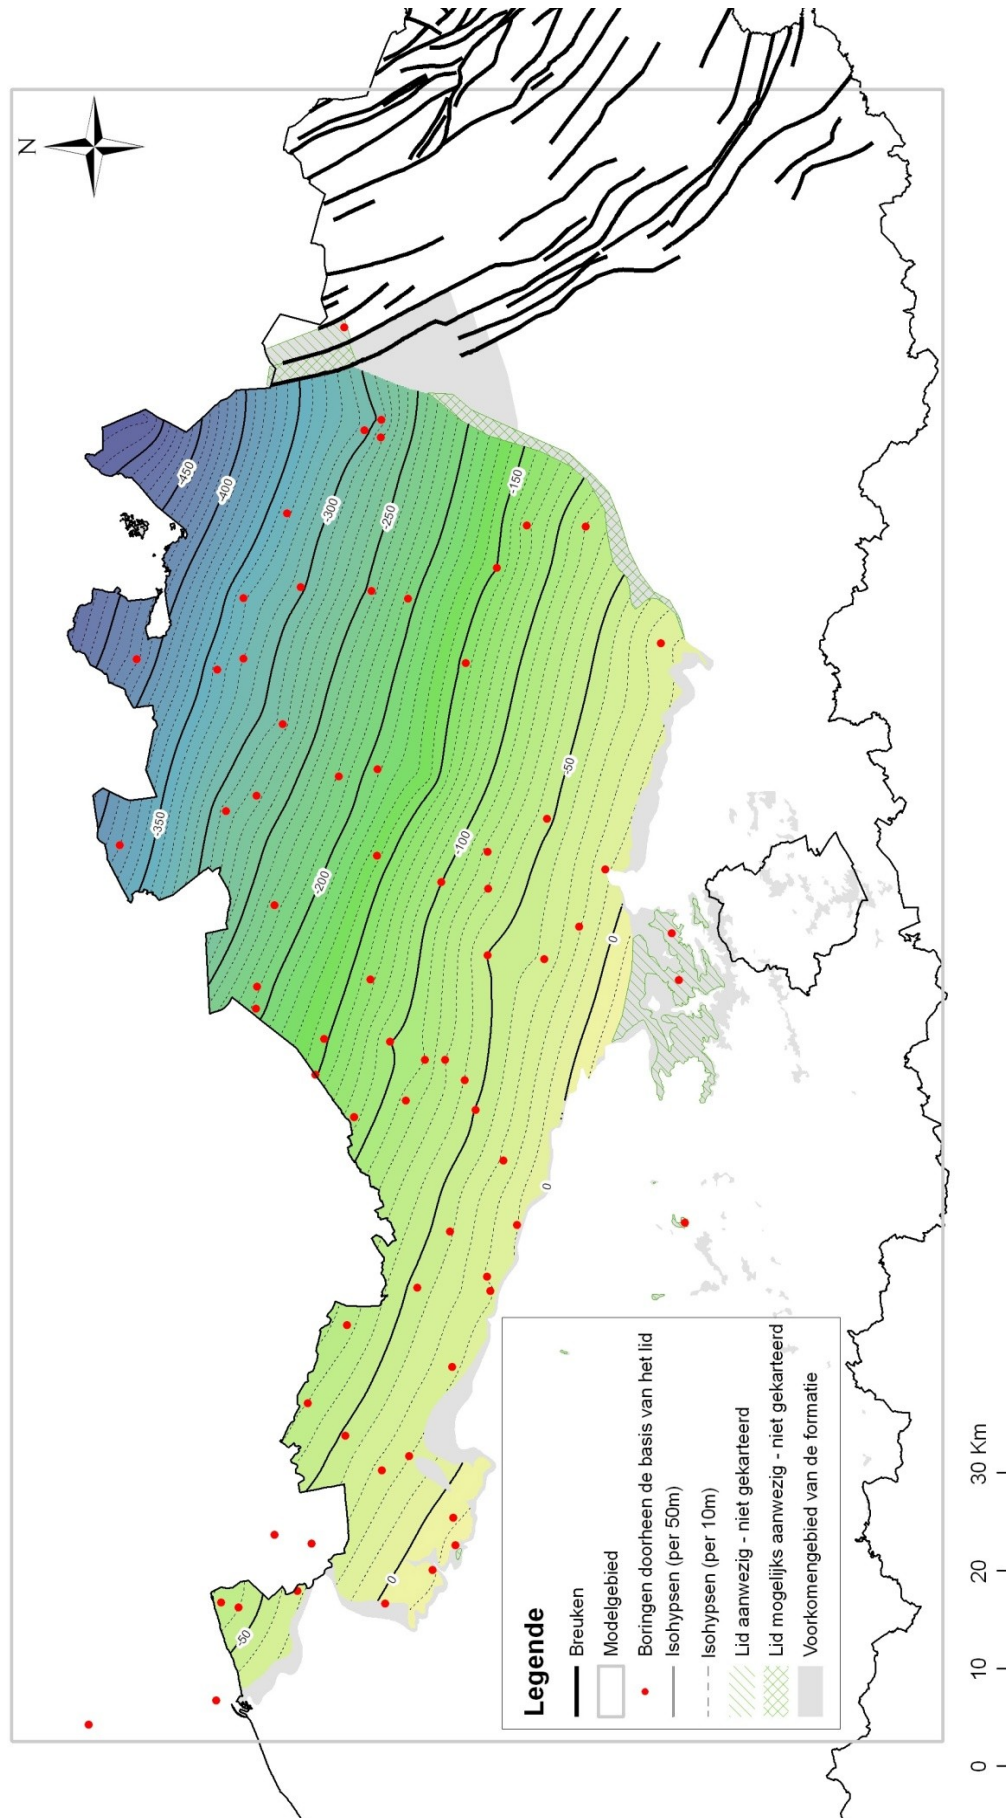 N
-450
-400
-350
-300
-250
-200
-150
-100
-50
0
0
0
-50
Legende
Breuken
Modelgebied
Boringen doorheen de basis van het lid
Isohypsen (per 50m)
Isohypsen (per 10m)
Lid aanwezig - niet gekarteerd
Lid mogelijks aanwezig - niet gekarteerd
Voorkomengebied van de formatie
0 10 20 30 Km